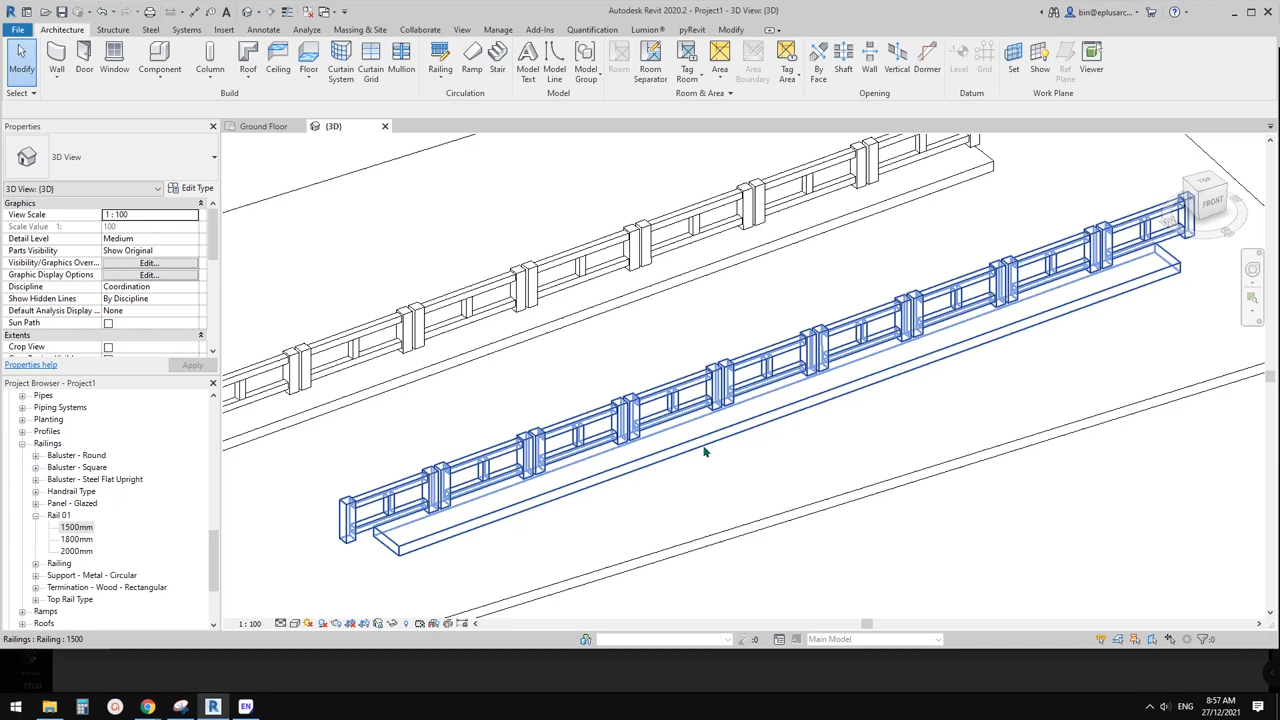 Autodesk Revit 2020.2 - Project1 - 3D View: {3D}
bin@eplusarc...
File Architecture Structure Steel Systems Insert Annotate Analyze Massing & Site Collaborate View Manage Add-Ins Quantification Lumion® pyRevit Modify
Modify Wall Door Window Component Column Roof Ceiling Floor Curtain System Curtain Grid Mullion Railing Ramp Stair Model Text Model Line Model Group Room Room Separator Tag Room Area Area Boundary Tag Area By Face Shaft Wall Vertical Dormer Level Grid Set Show Ref Plane Viewer
Select Build Circulation Model Room & Area Opening Datum Work Plane
Properties
Ground Floor
{3D}
3D View
3D View: {3D}
Edit Type
Graphics
View Scale 1 : 100
Scale Value 1: 100
Detail Level Medium
Parts Visibility Show Original
Visibility/Graphics Overr... Edit...
Graphic Display Options Edit...
Discipline Coordination
Show Hidden Lines By Discipline
Default Analysis Display ... None
Sun Path
Extents
Crop View
Properties help
Apply
TOP
FRONT
Project Browser - Project1
Pipes
Piping Systems
Planting
Profiles
Railings
Baluster - Round
Baluster - Square
Baluster - Steel Flat Upright
Handrail Type
Panel - Glazed
Rail 01
1500mm
1800mm
2000mm
Railing
Support - Metal - Circular
Termination - Wood - Rectangular
Top Rail Type
Ramps
Roofs
1 : 100
Railings : Railing : 1500
:0
Main Model
:0
EN
ENG
8:57 AM
27/12/2021